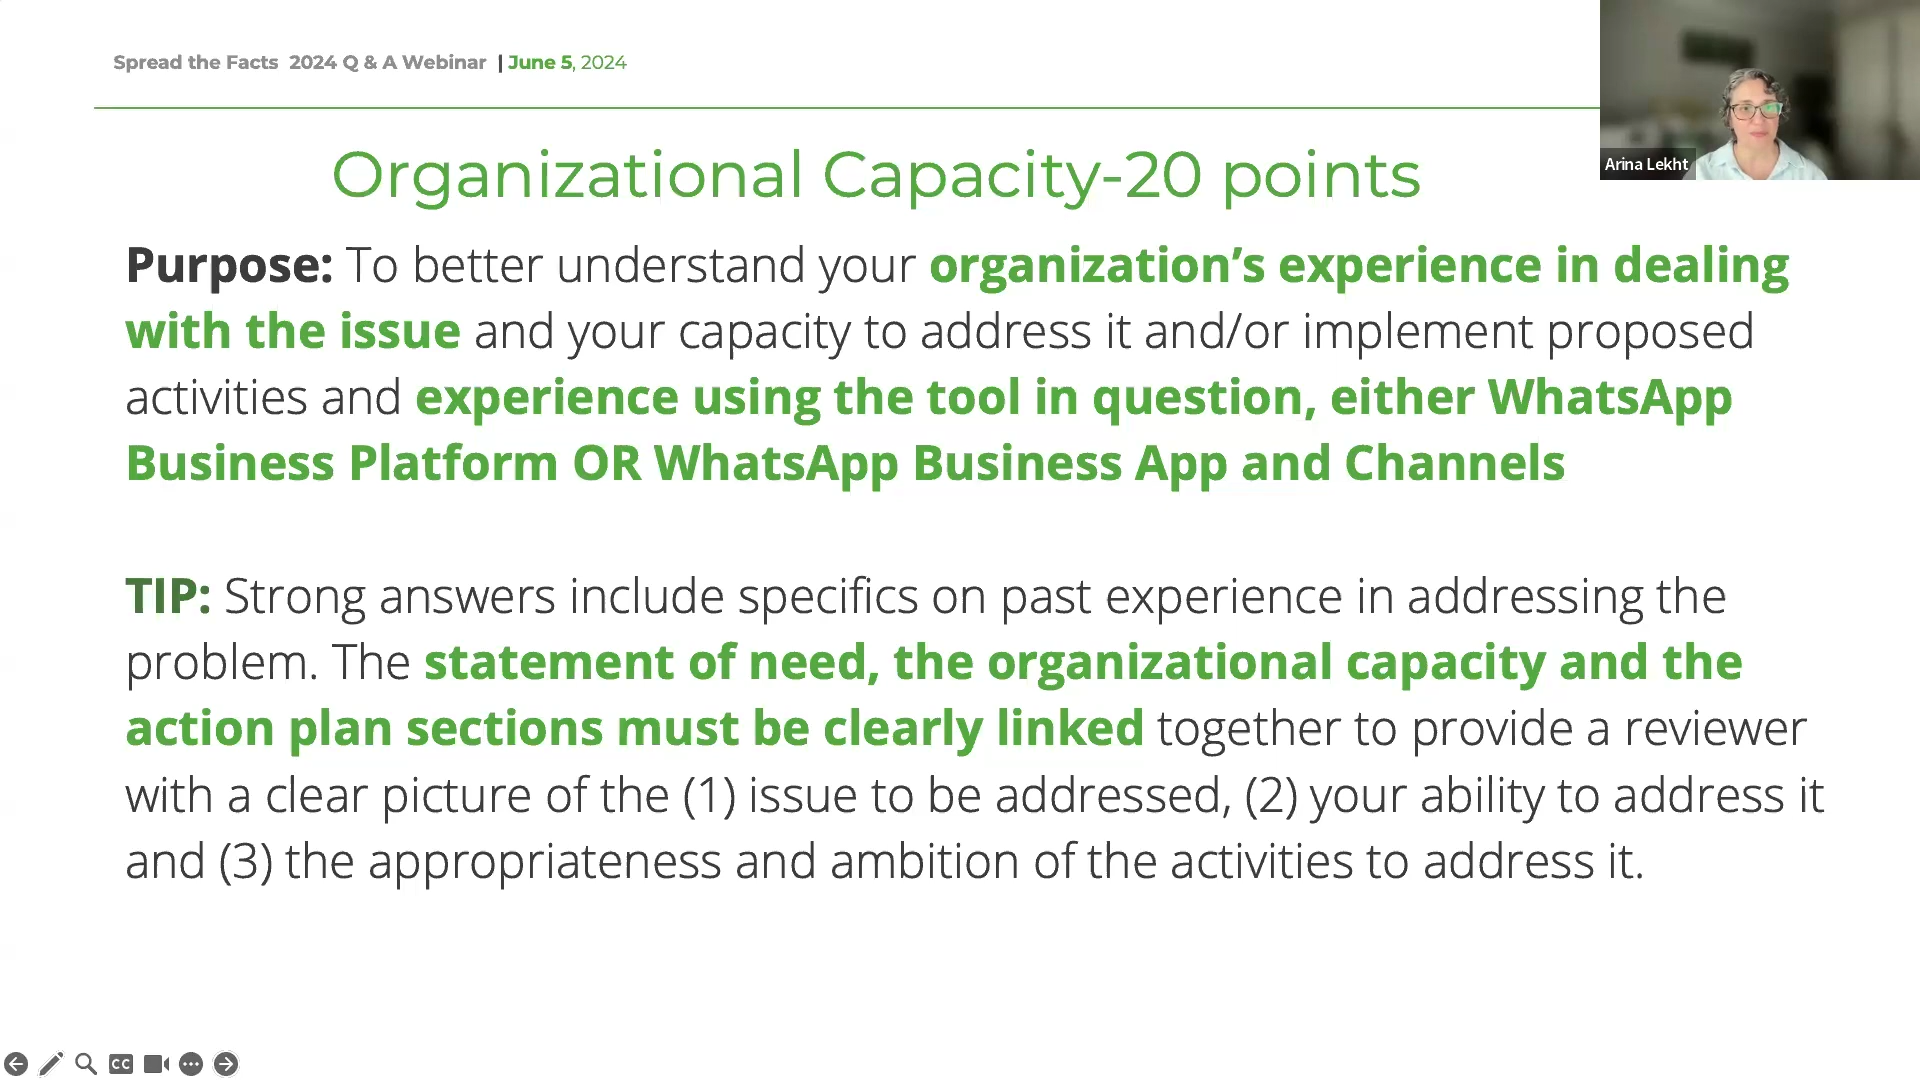 Spread the Facts 2024 Q & A Webinar | June 5, 2024
Arina Lekht
Organizational Capacity-20 points
Purpose: To better understand your organization’s experience in dealing
with the issue and your capacity to address it and/or implement proposed
activities and experience using the tool in question, either WhatsApp
Business Platform OR WhatsApp Business App and Channels
TIP: Strong answers include specifics on past experience in addressing the
problem. The statement of need, the organizational capacity and the
action plan sections must be clearly linked together to provide a reviewer
with a clear picture of the (1) issue to be addressed, (2) your ability to address it
and (3) the appropriateness and ambition of the activities to address it.
CC